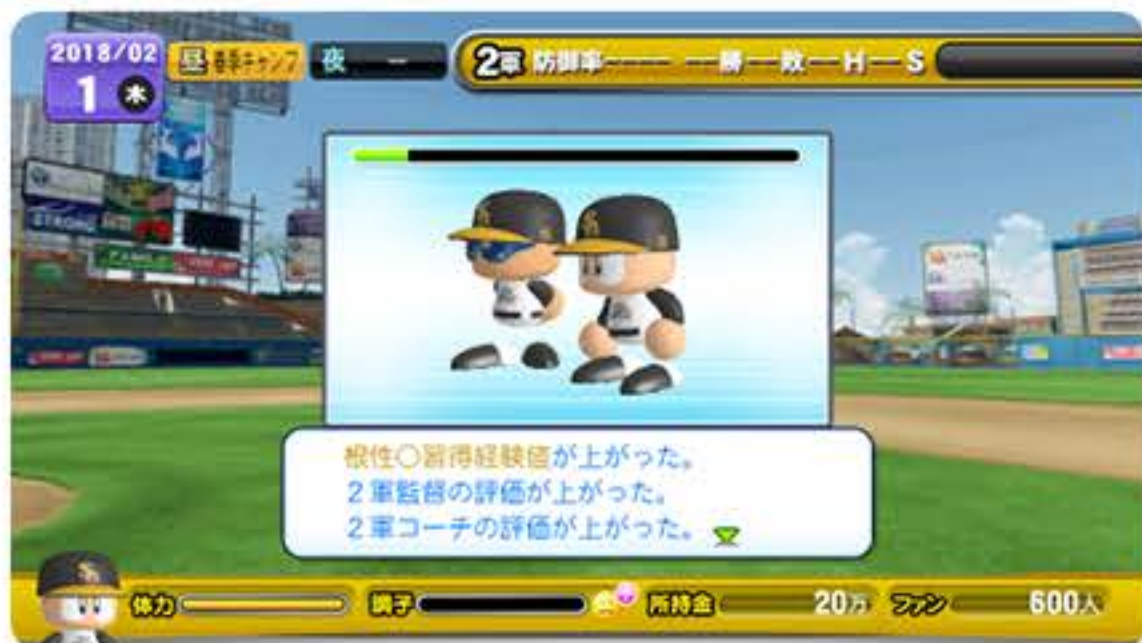 2018/02
1 木
昼 春季キャンプ 夜 ー
2軍 防御率---- --勝--敗--H--S
STRONG
根性○習得経験値が上がった。
2軍監督の評価が上がった。
2軍コーチの評価が上がった。
体力 調子 所持金 20万 ファン 600人